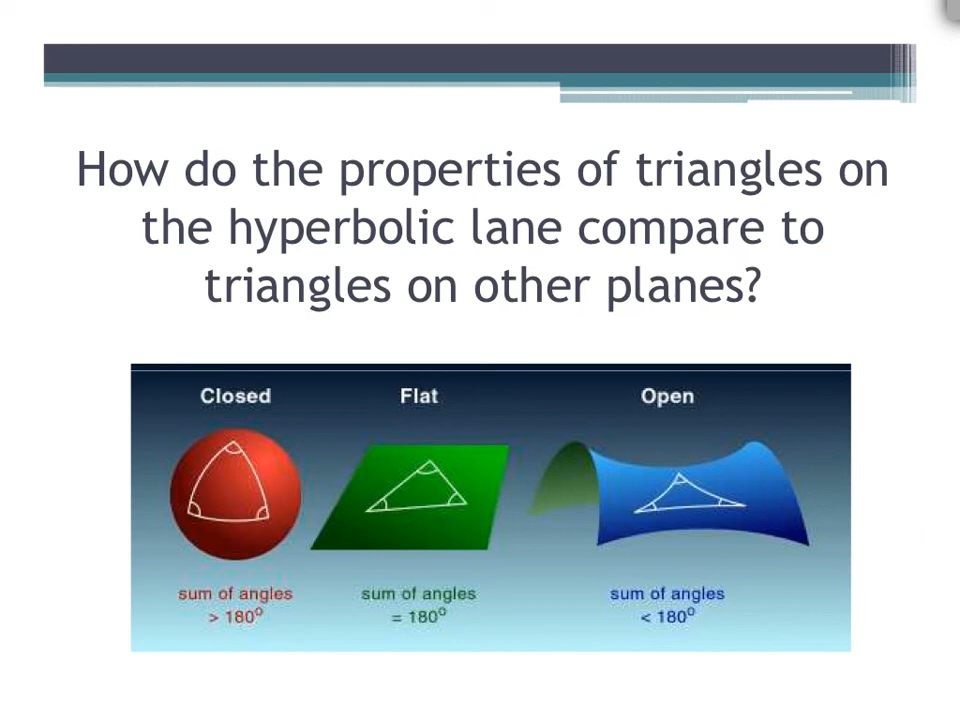 How do the properties of triangles on
the hyperbolic lane compare to
triangles on other planes?
Closed
Flat
Open
sum of angles
> 180°
sum of angles
= 180°
sum of angles
< 180°